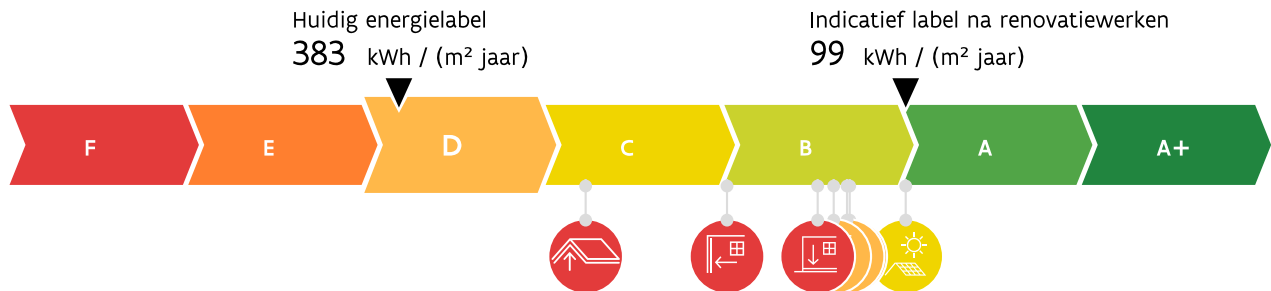 Huidig energielabel
383 kWh / (m² jaar)
Indicatief label na renovatiewerken
99 kWh / (m² jaar)
F E D C B A A+